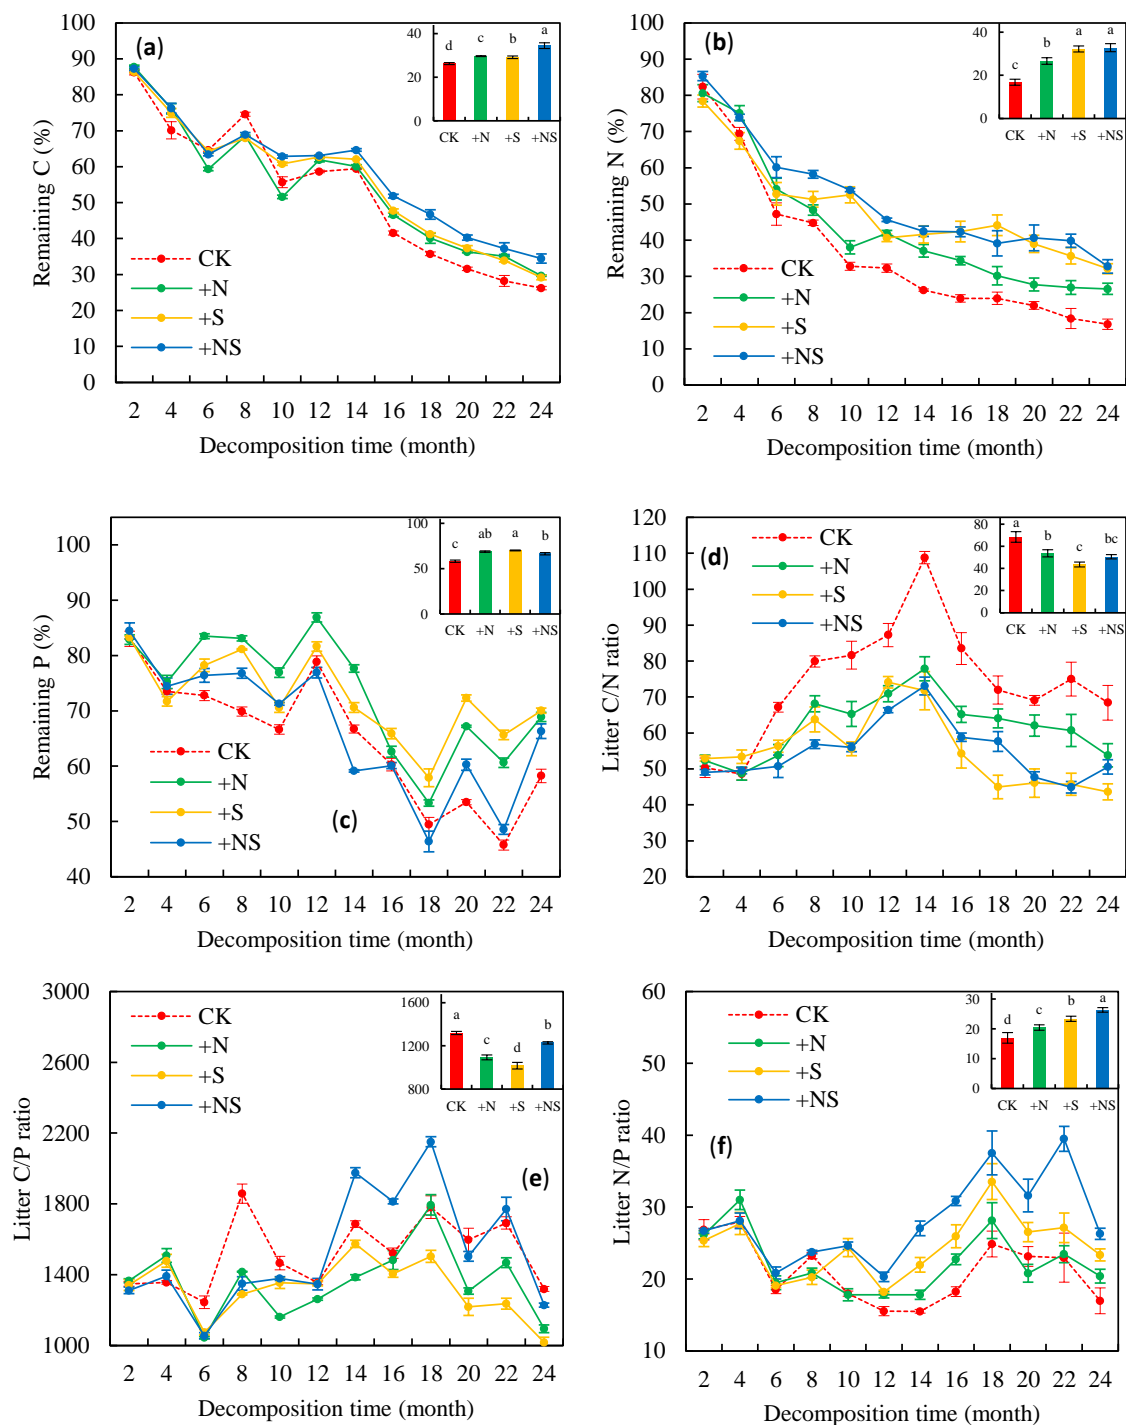 (a)
Remaining C (%)
100
90
80
70
60
50
40
30
20
10
0
2 4 6 8 10 12 14 16 18 20 22 24
Decomposition time (month)
CK
+N
+S
+NS
40
20
0
d c b a
CK +N +S +NS
(b)
Remaining N (%)
100
90
80
70
60
50
40
30
20
10
0
2 4 6 8 10 12 14 16 18 20 22 24
Decomposition time (month)
CK
+N
+S
+NS
40
20
0
c b a a
CK +N +S +NS
(c)
Remaining P (%)
100
90
80
70
60
50
40
2 4 6 8 10 12 14 16 18 20 22 24
Decomposition time (month)
CK
+N
+S
+NS
100
50
0
c ab a b
CK +N +S +NS
(d)
Litter C/N ratio
120
110
100
90
80
70
60
50
40
30
20
2 4 6 8 10 12 14 16 18 20 22 24
Decomposition time (month)
CK
+N
+S
+NS
80
60
40
20
0
a b c bc
CK +N +S +NS
(e)
Litter C/P ratio
3000
2600
2200
1800
1400
1000
2 4 6 8 10 12 14 16 18 20 22 24
Decomposition time (month)
CK
+N
+S
+NS
1600
1200
800
a c d b
CK +N +S +NS
(f)
Litter N/P ratio
60
50
40
30
20
10
2 4 6 8 10 12 14 16 18 20 22 24
Decomposition time (month)
CK
+N
+S
+NS
30
20
10
0
d c b a
CK +N +S +NS